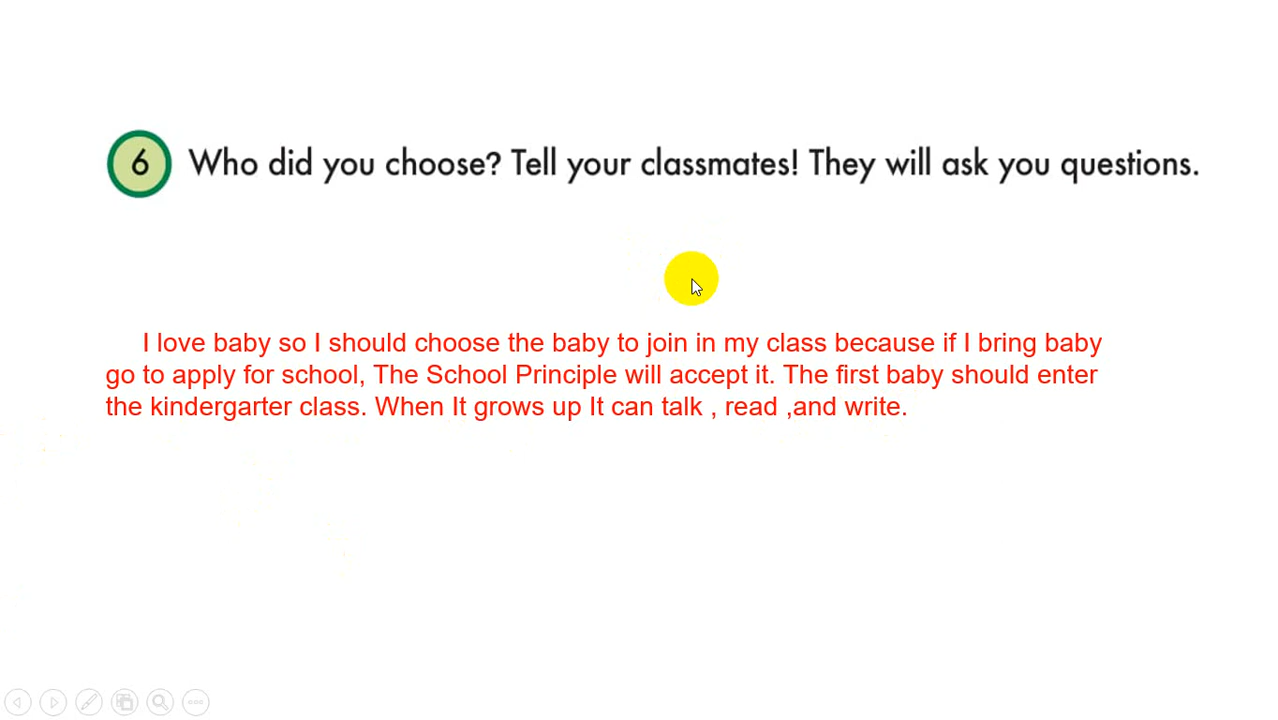 6 Who did you choose? Tell your classmates! They will ask you questions.
I love baby so I should choose the baby to join in my class because if I bring baby
go to apply for school, The School Principle will accept it. The first baby should enter
the kindergarter class. When It grows up It can talk , read ,and write.